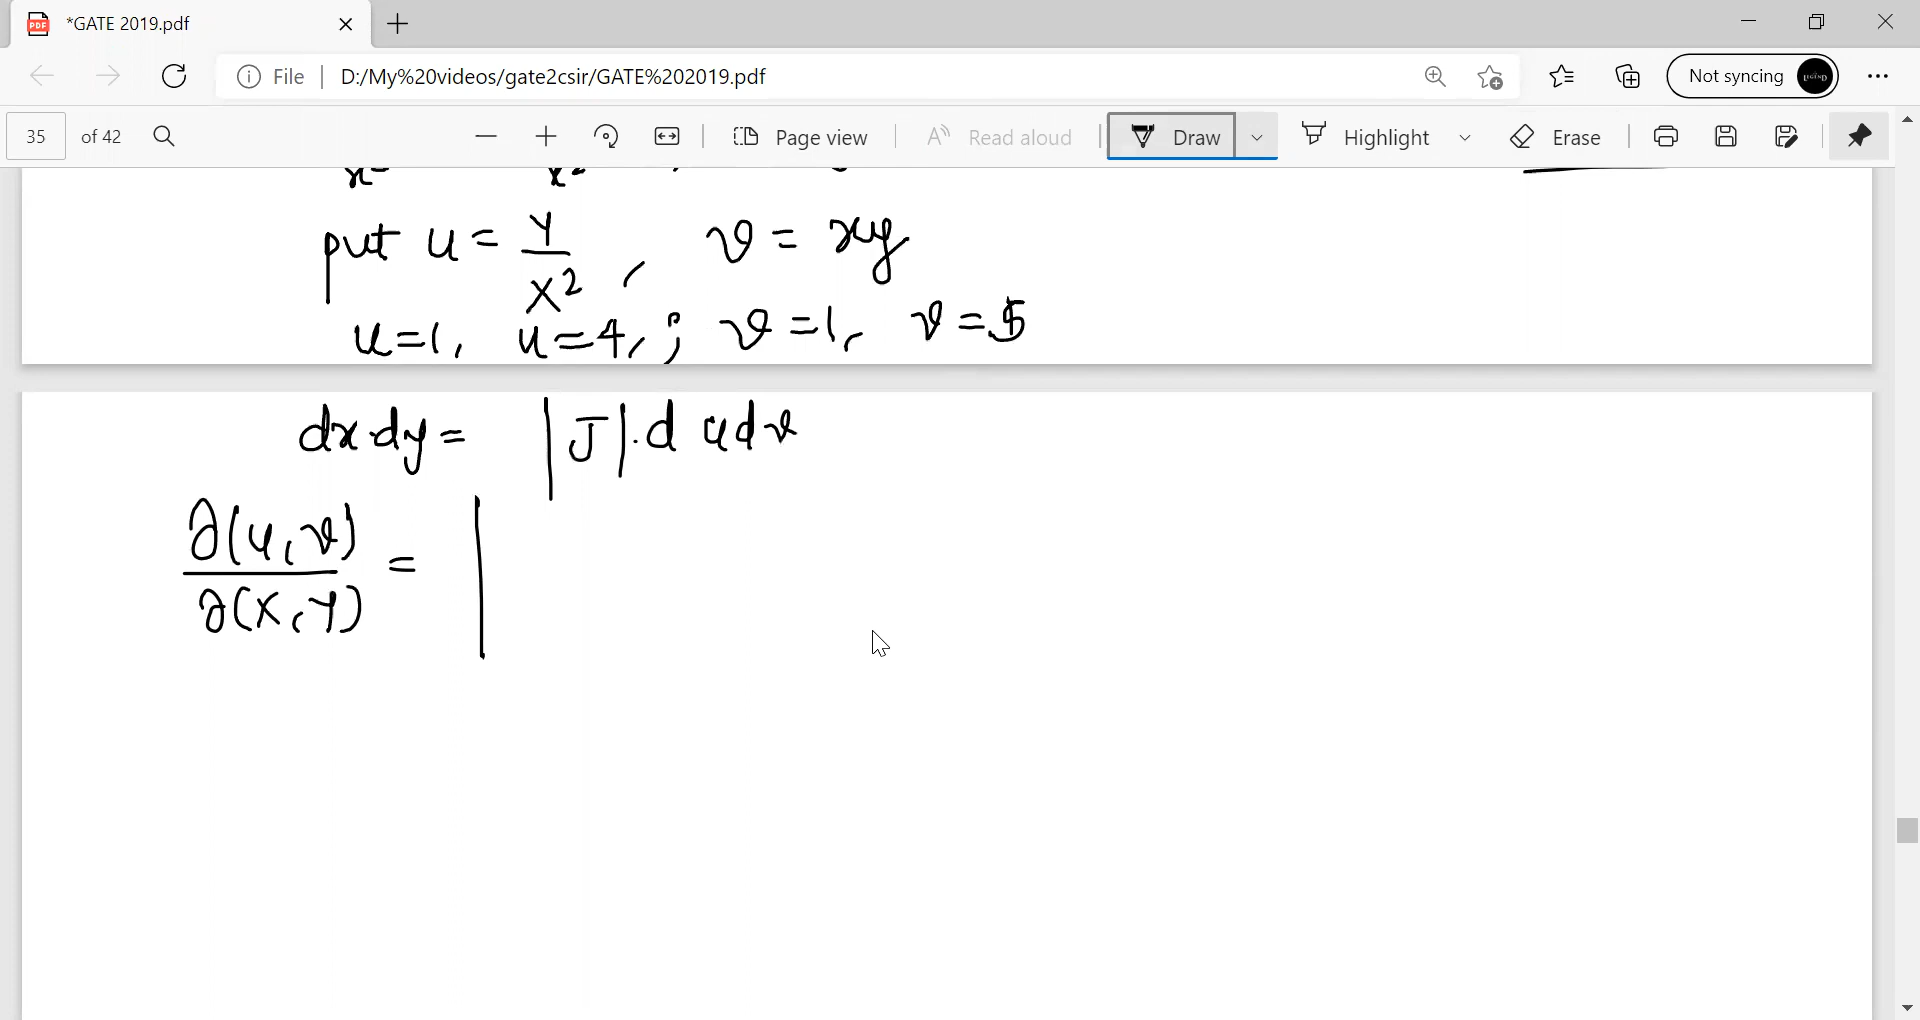 *GATE 2019.pdf
File | D:/My%20videos/gate2csir/GATE%202019.pdf
Not syncing
35 of 42
Page view
Read aloud
Draw
Highlight
Erase
put u = y/x², v = xy
u=1, u=4, ; v=1, v=5
dx.dy = |J|.d u d v
∂(u,v)/∂(x,y) = |